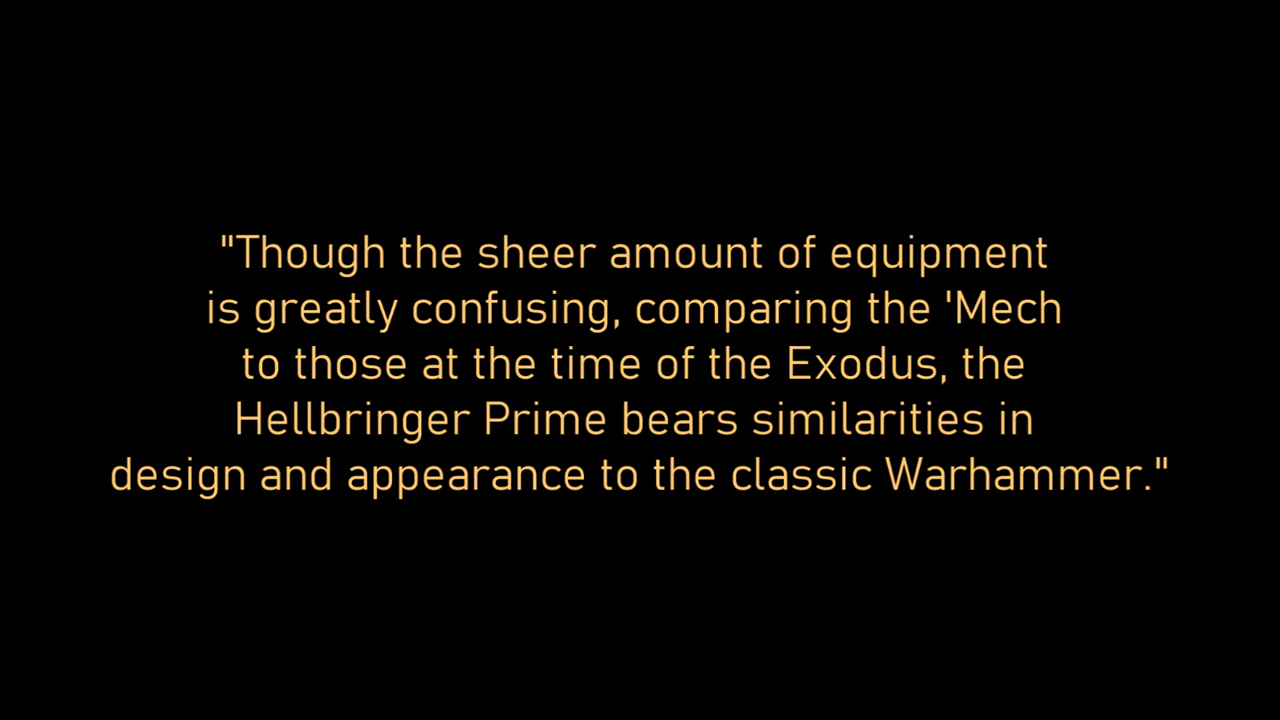 "Though the sheer amount of equipment
is greatly confusing, comparing the 'Mech
to those at the time of the Exodus, the
Hellbringer Prime bears similarities in
design and appearance to the classic Warhammer."